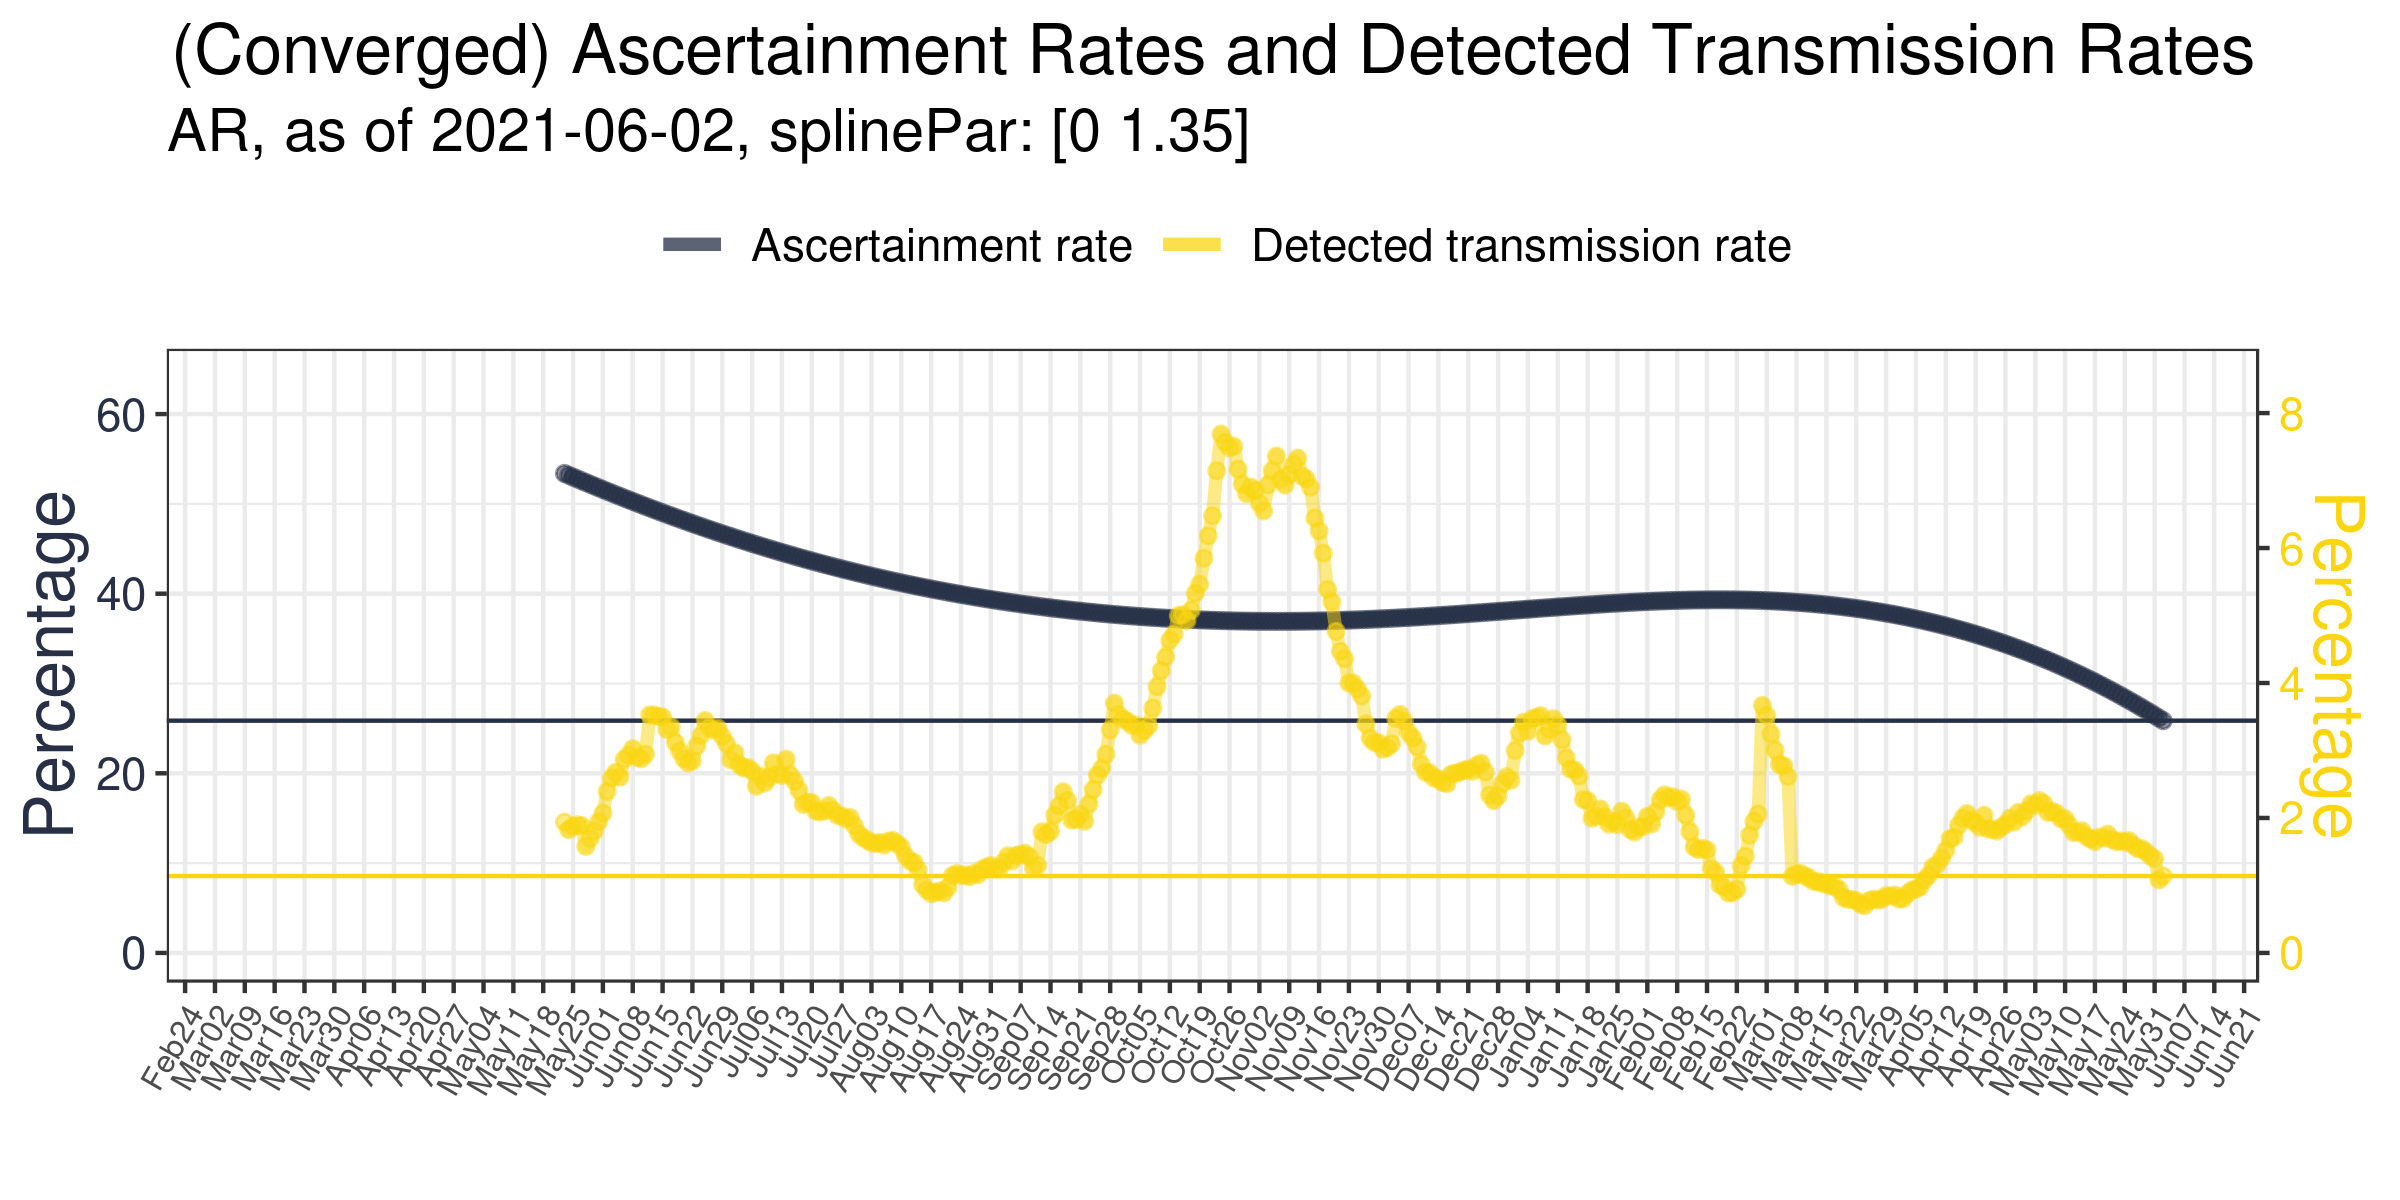 (Converged) Ascertainment Rates and Detected Transmission Rates
AR, as of 2021-06-02, splinePar: [0 1.35]
Ascertainment rate Detected transmission rate
Percentage
60
40
20
0
8
6
4
2
0
Percentage
Feb24 Mar02 Mar09 Mar16 Mar23 Mar30 Apr06 Apr13 Apr20 Apr27 May04 May11 May18 May25 Jun01 Jun08 Jun15 Jun22 Jun29 Jul06 Jul13 Jul20 Jul27 Aug03 Aug10 Aug17 Aug24 Aug31 Sep07 Sep14 Sep21 Sep28 Oct05 Oct12 Oct19 Oct26 Nov02 Nov09 Nov16 Nov23 Nov30 Dec07 Dec14 Dec21 Dec28 Jan04 Jan11 Jan18 Jan25 Feb01 Feb08 Feb15 Feb22 Mar01 Mar08 Mar15 Mar22 Mar29 Apr05 Apr12 Apr19 Apr26 May03 May10 May17 May24 May31 Jun07 Jun14 Jun21